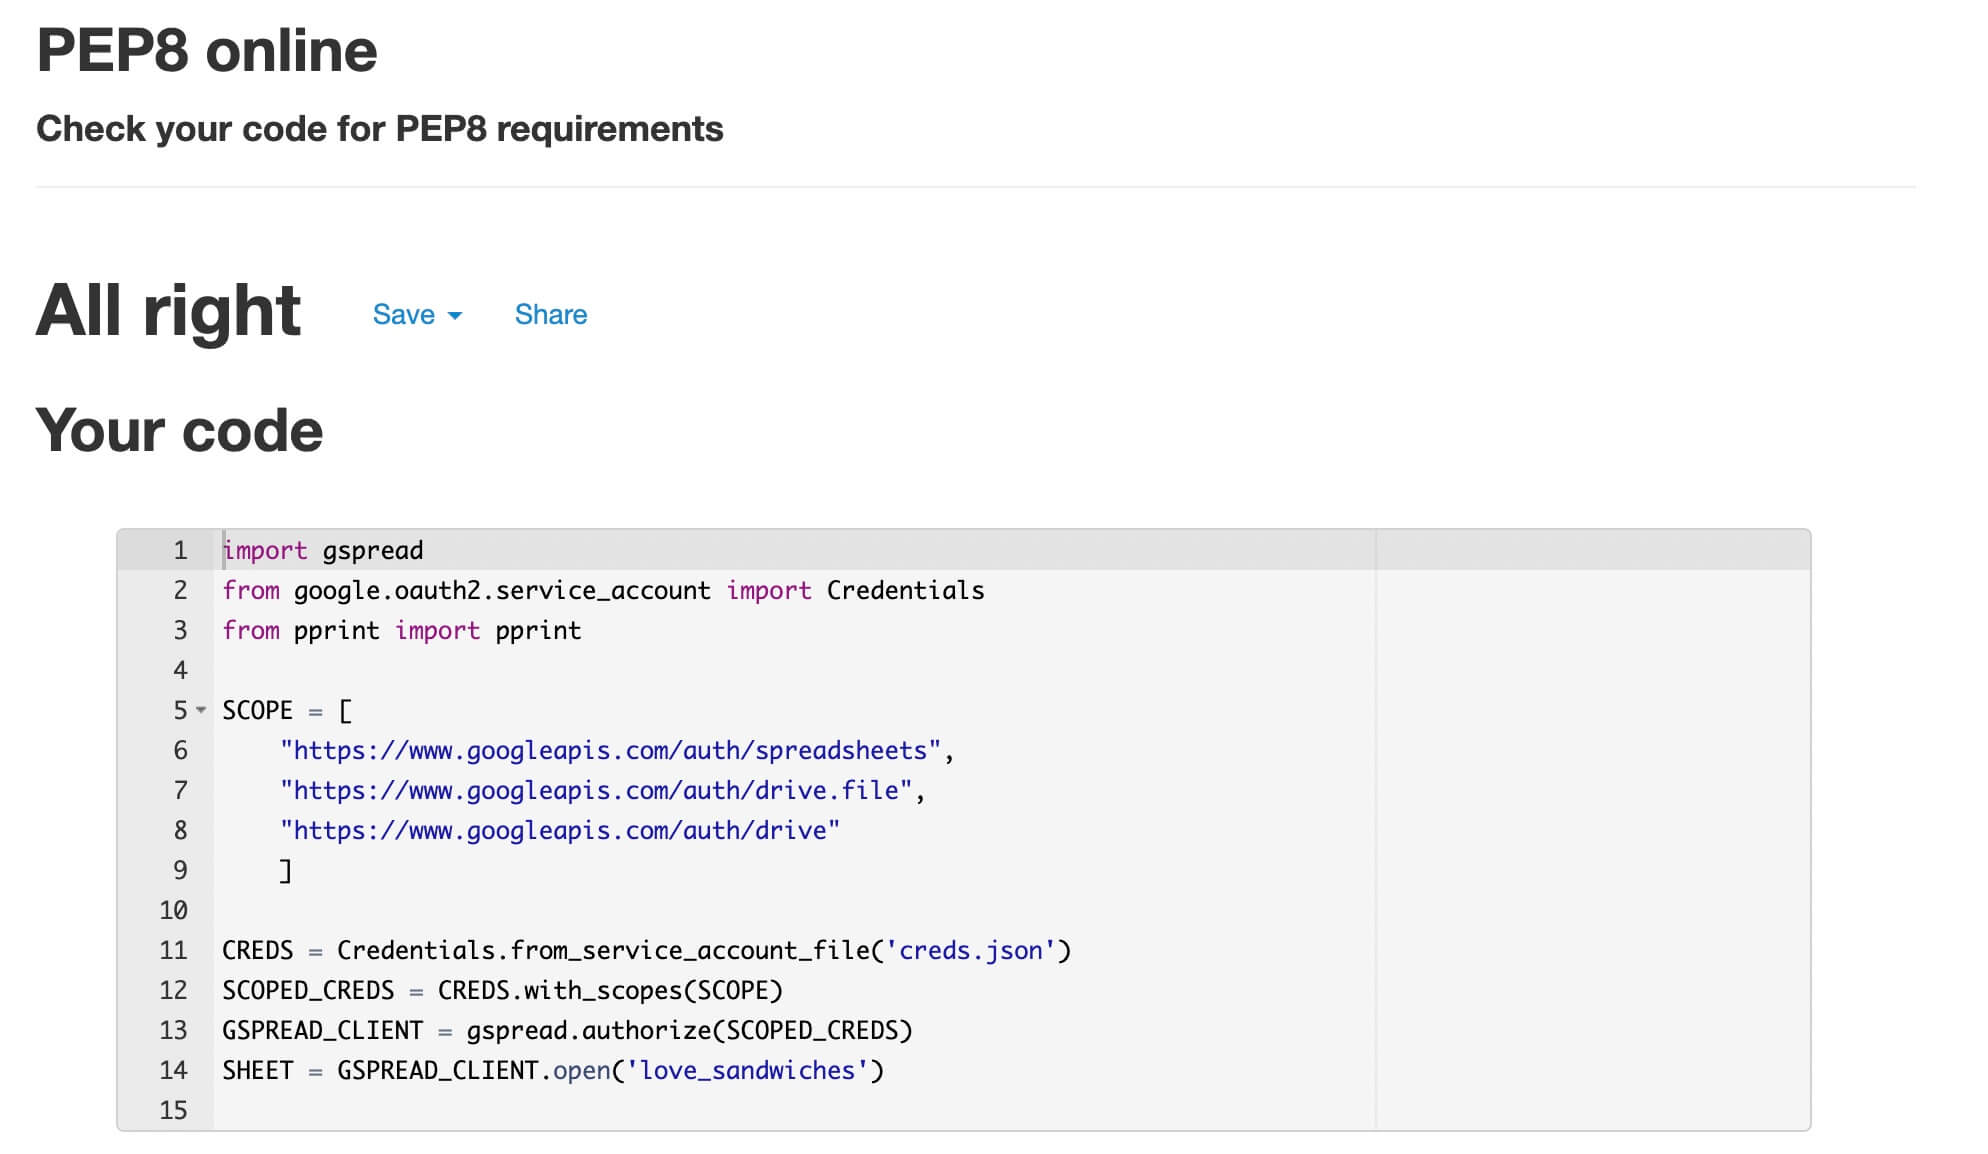 PEP8 online
Check your code for PEP8 requirements
All right Save Share
Your code
1 import gspread
2 from google.oauth2.service_account import Credentials
3 from pprint import pprint
4
5 SCOPE = [
6     "https://www.googleapis.com/auth/spreadsheets",
7     "https://www.googleapis.com/auth/drive.file",
8     "https://www.googleapis.com/auth/drive"
9     ]
10
11 CREDS = Credentials.from_service_account_file('creds.json')
12 SCOPED_CREDS = CREDS.with_scopes(SCOPE)
13 GSPREAD_CLIENT = gspread.authorize(SCOPED_CREDS)
14 SHEET = GSPREAD_CLIENT.open('love_sandwiches')
15